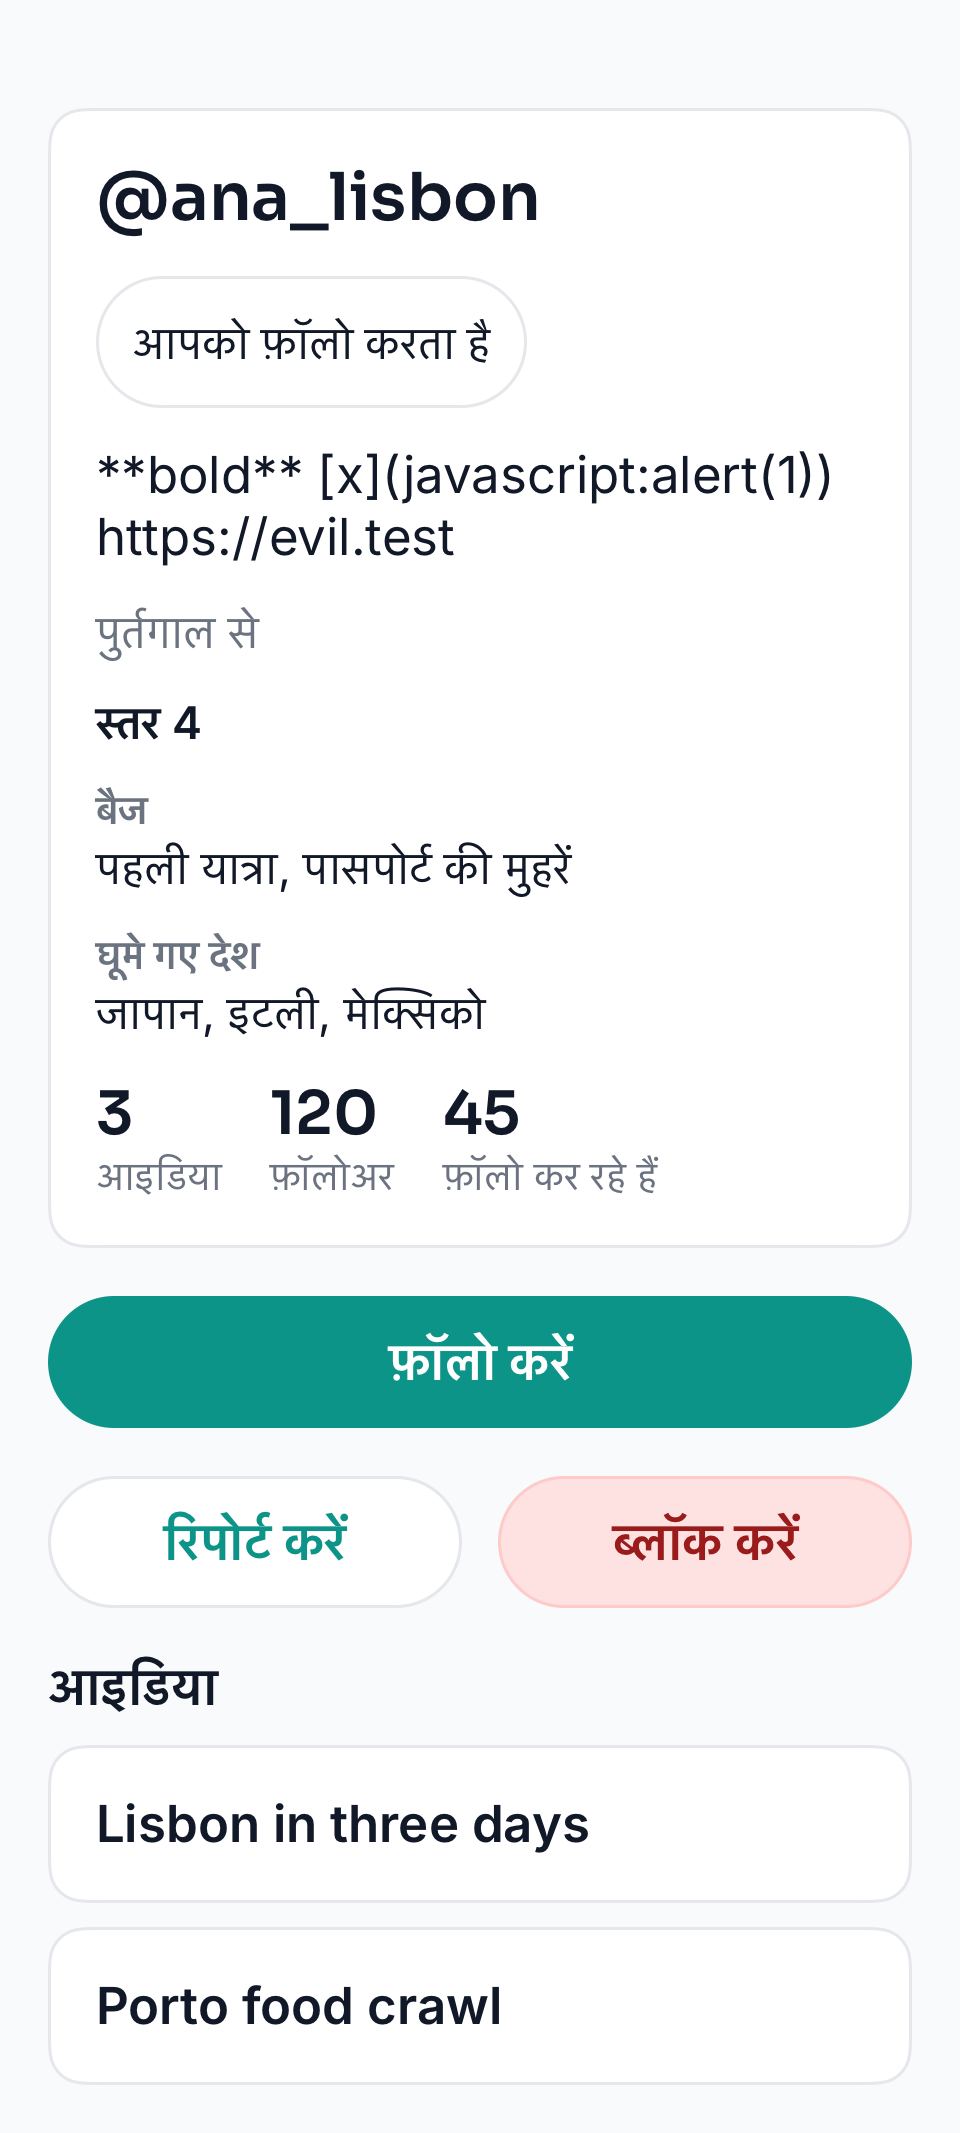 @ana_lisbon
आपको फ़ॉलो करता है
**bold** [x](javascript:alert(1))
https://evil.test
पुर्तगाल से
स्तर 4
बैज
पहली यात्रा, पासपोर्ट की मुहरें
घूमे गए देश
जापान, इटली, मेक्सिको
3 120 45
आइडिया फ़ॉलोअर फ़ॉलो कर रहे हैं
फ़ॉलो करें
रिपोर्ट करें ब्लॉक करें
आइडिया
Lisbon in three days
Porto food crawl